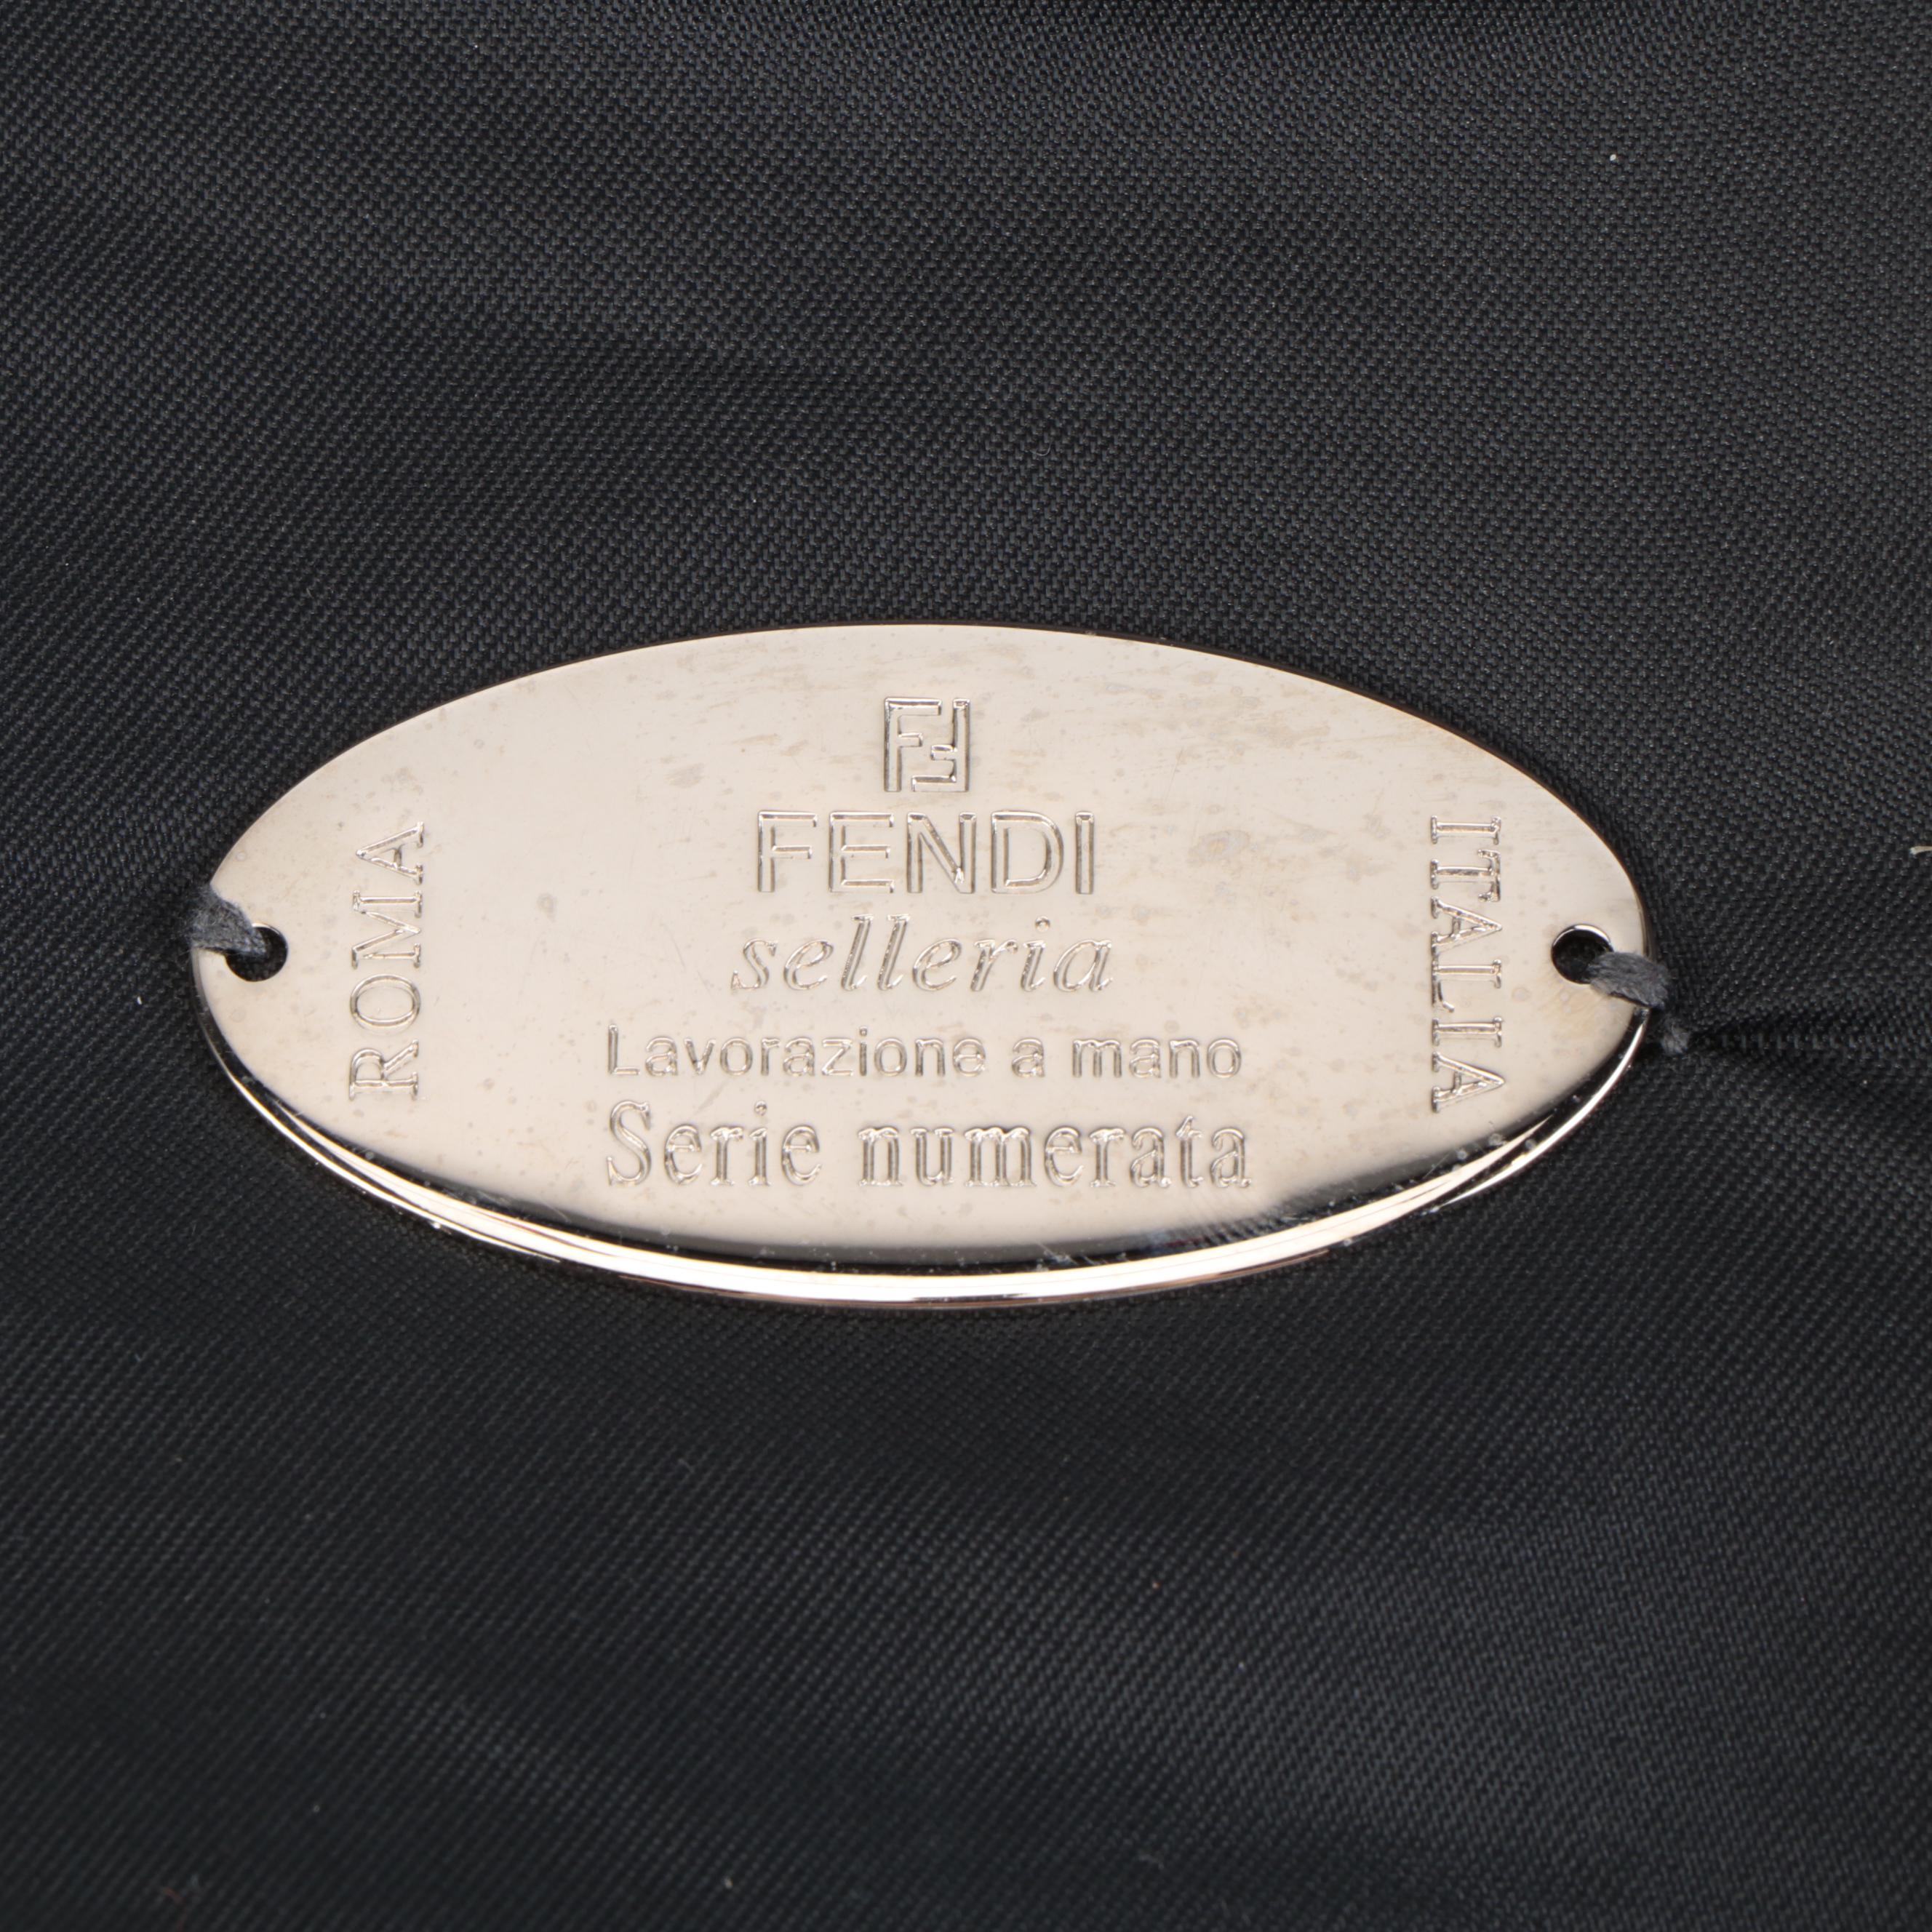 FF
FENDI
selleria
Lavorazione a mano
Serie numerata
ROMA
ITALIA